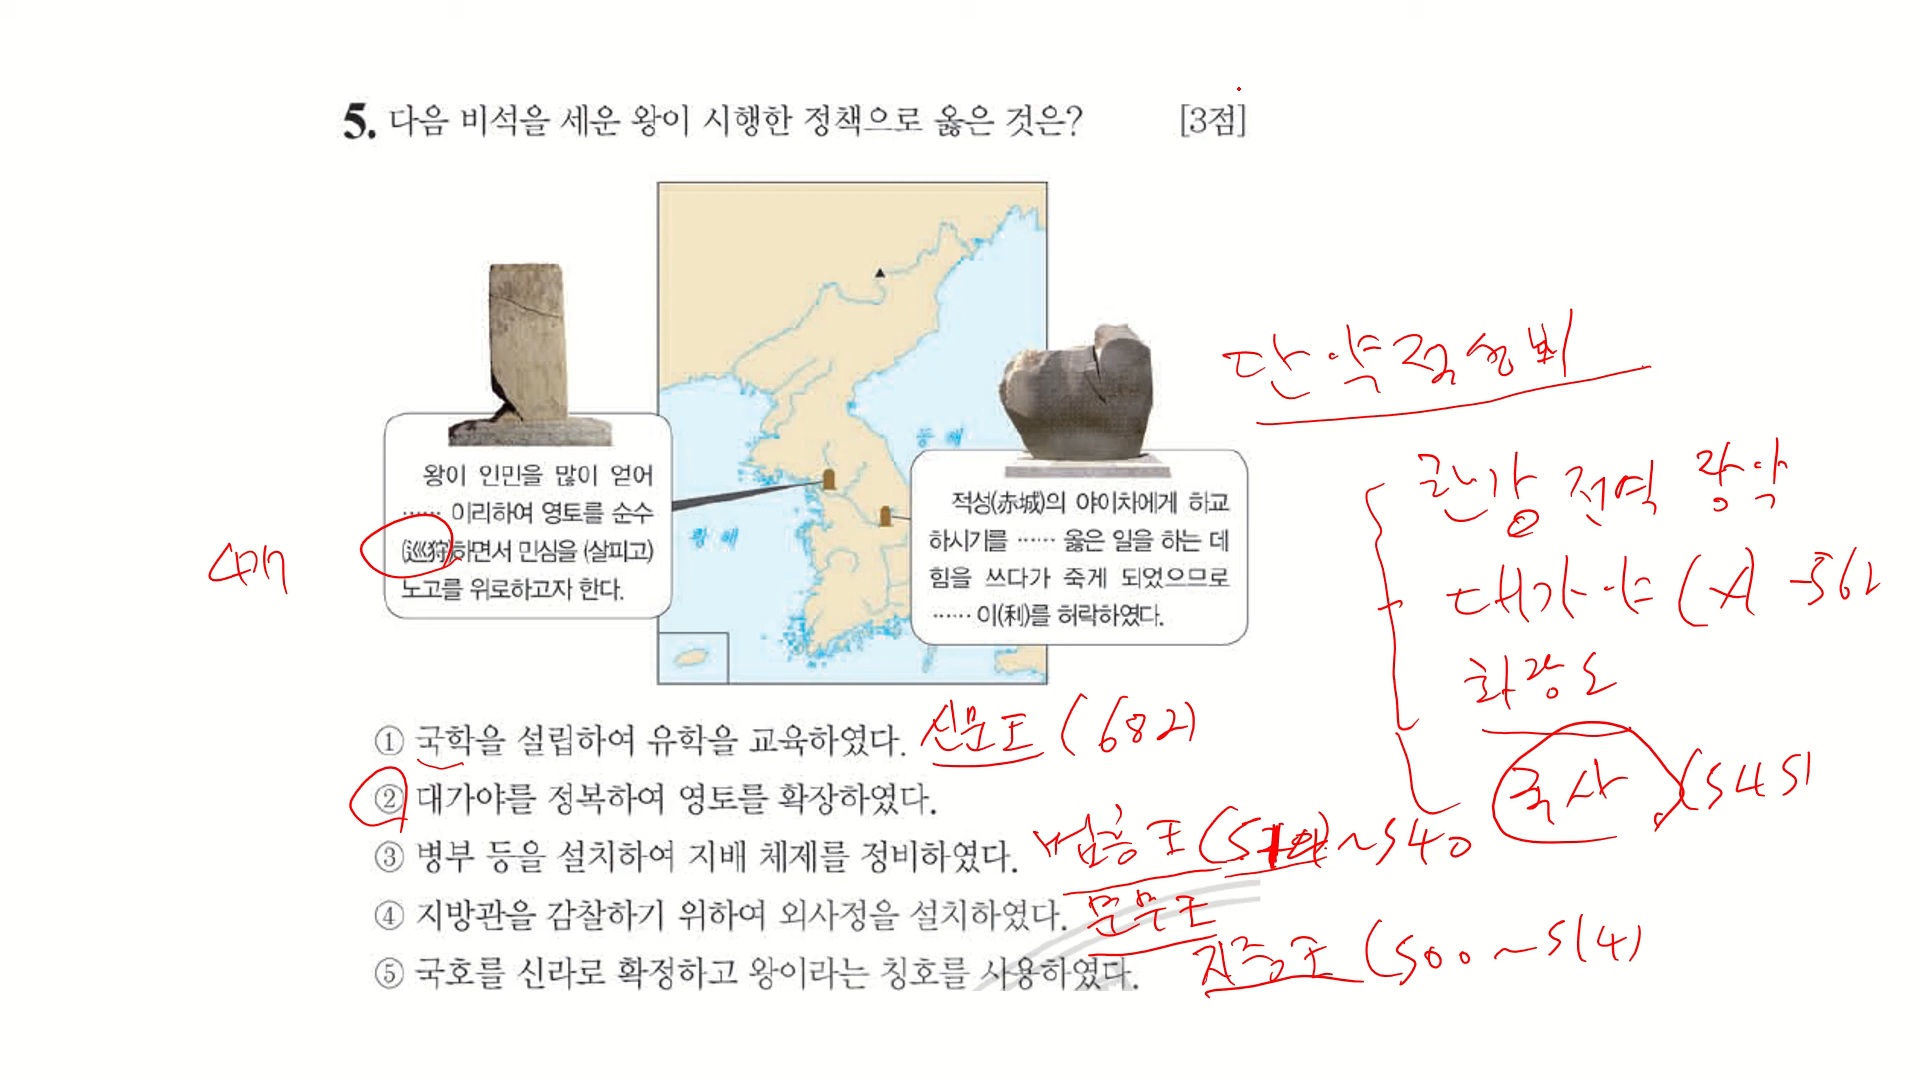 5. 다음 비석을 세운 왕이 시행한 정책으로 옳은 것은? [3점]
왕이 인민을 많이 얻어
…… 이리하여 영토를 순수
(巡狩)하면서 민심을 (살피고)
노고를 위로하고자 한다.
4개
동해
황해
적성(赤城)의 야이차에게 하교
하시기를 …… 옳은 일을 하는 데
힘을 쓰다가 죽게 되었으므로
…… 이(利)를 허락하였다.
단양적성비
한강 전역 장악
대가야 (X) -562
화랑도
국사 (545)
① 국학을 설립하여 유학을 교육하였다. 신문王 (682)
② 대가야를 정복하여 영토를 확장하였다.
③ 병부 등을 설치하여 지배 체제를 정비하였다. 법흥王 (514)~540
④ 지방관을 감찰하기 위하여 외사정을 설치하였다. 문무王
⑤ 국호를 신라로 확정하고 왕이라는 칭호를 사용하였다. 지증王 (500~514)